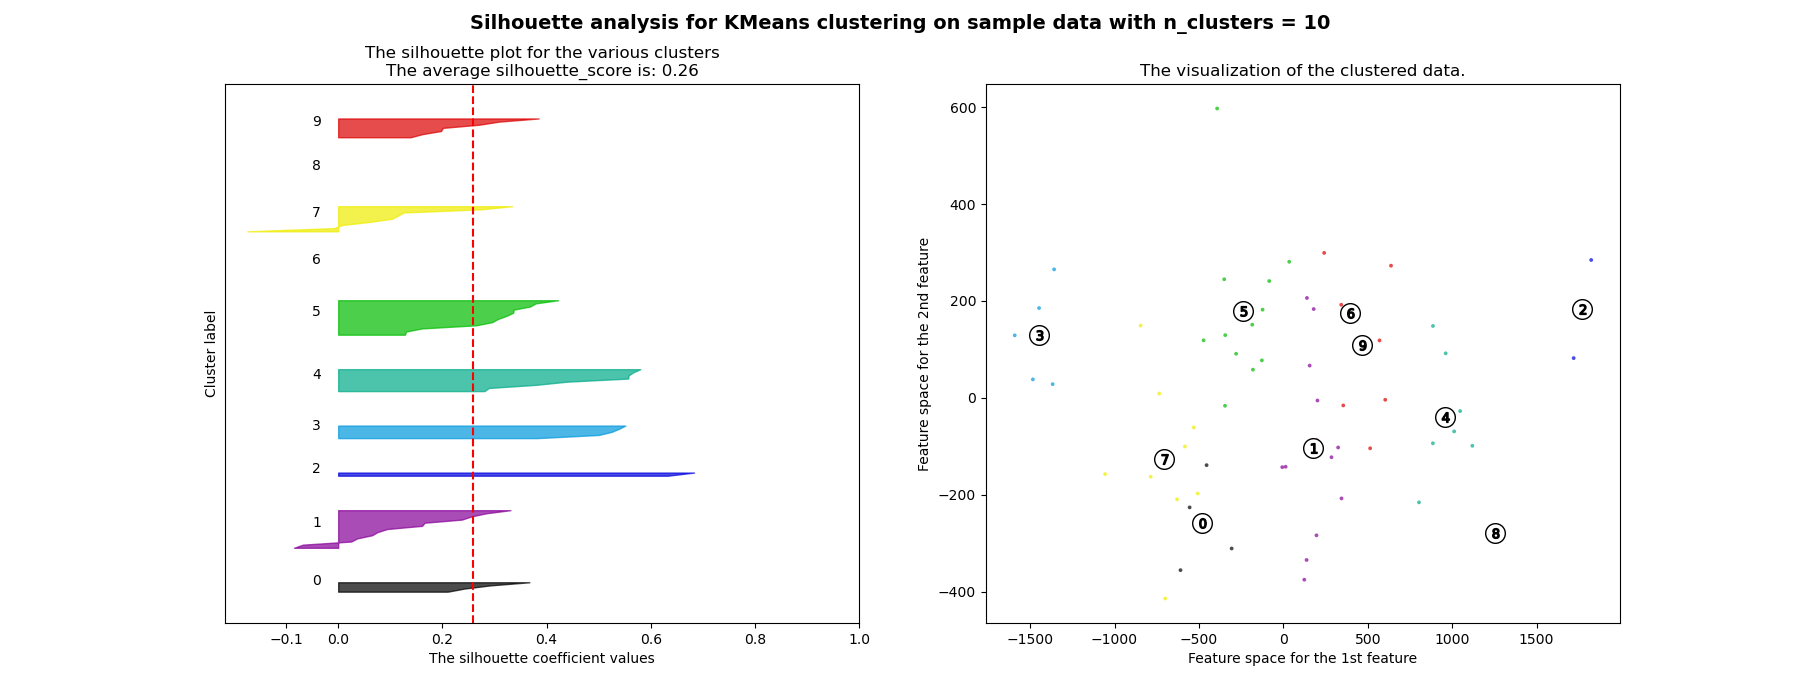 Silhouette analysis for KMeans clustering on sample data with n_clusters = 10
The silhouette plot for the various clusters
The average silhouette_score is: 0.26
9
8
7
6
5
4
3
2
1
0
Cluster label
−0.1 0.0 0.2 0.4 0.6 0.8 1.0
The silhouette coefficient values
The visualization of the clustered data.
600
400
200
0
−200
−400
Feature space for the 2nd feature
2
5
6
3
9
4
1
7
0
8
−1500 −1000 −500 0 500 1000 1500
Feature space for the 1st feature